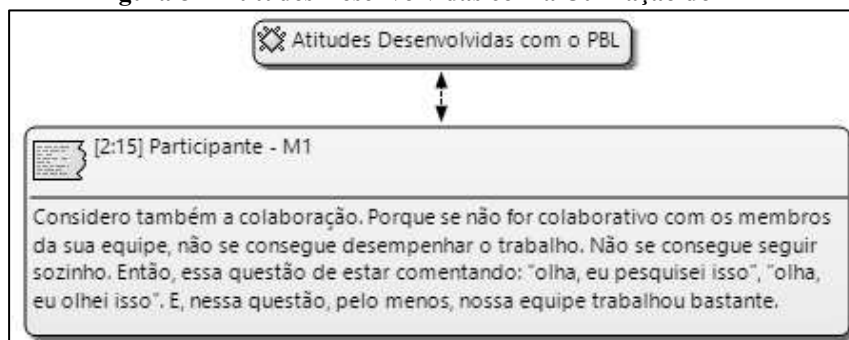 Atitudes Desenvolvidas com o PBL
[2:15] Participante - M1
Considero também a colaboração. Porque se não for colaborativo com os membros
da sua equipe, não se consegue desempenhar o trabalho. Não se consegue seguir
sozinho. Então, essa questão de estar comentando: "olha, eu pesquisei isso", "olha,
eu olhei isso". E, nessa questão, pelo menos, nossa equipe trabalhou bastante.